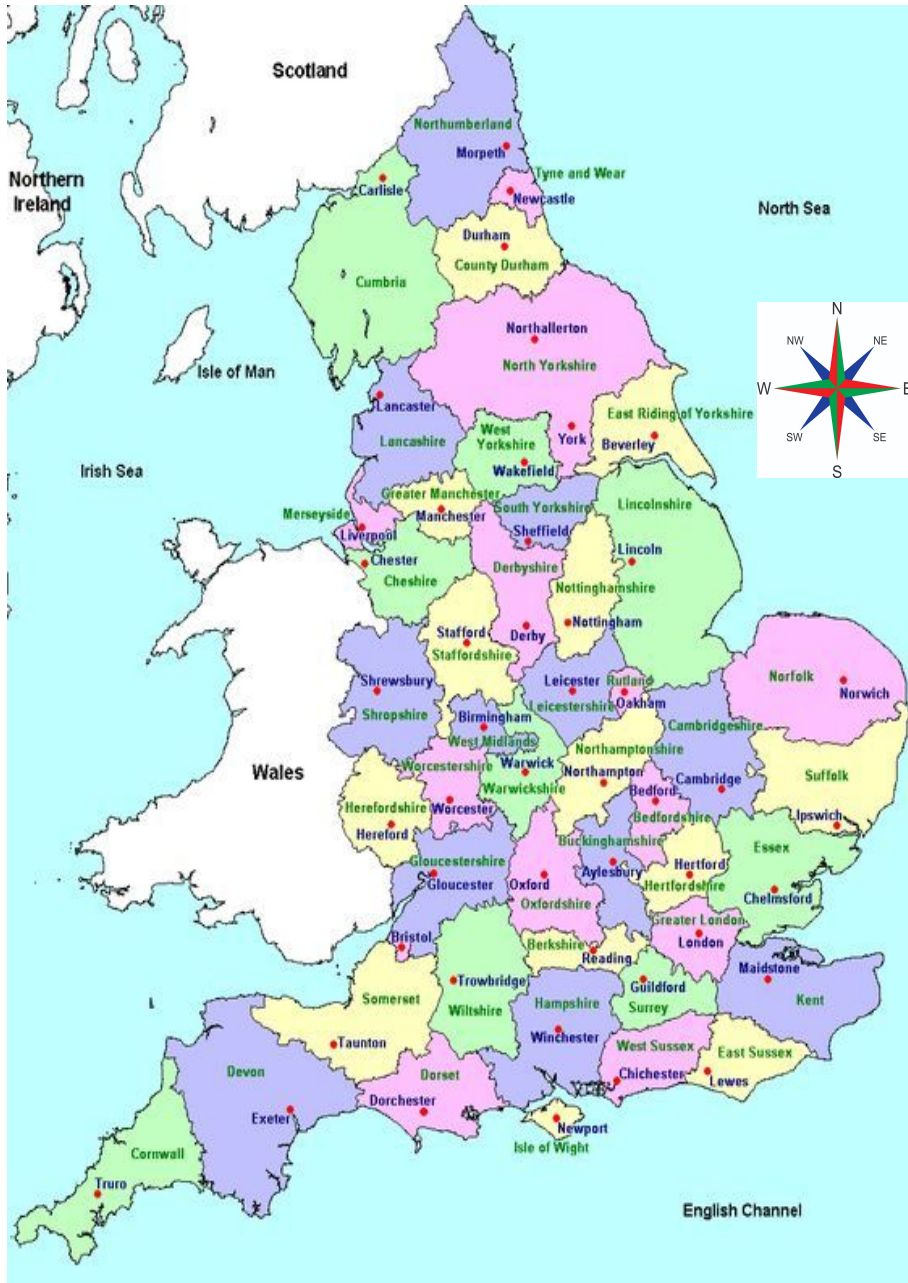 Scotland
Northumberland
Morpeth
Tyne and Wear
Northern
Ireland
Carlisle
Newcastle
North Sea
Durham
County Durham
Cumbria
N
Northallerton
NW
NE
North Yorkshire
Isle of Man
W
E
Lancaster
East Riding of Yorkshire
West
Yorkshire
York
Beverley
SW
SE
Lancashire
Irish Sea
Wakefield
S
Greater Manchester
South Yorkshire
Lincolnshire
Merseyside
Manchester
Liverpool
Sheffield
Lincoln
Chester
Derbyshire
Cheshire
Nottinghamshire
Stafford
Derby
Nottingham
Staffordshire
Shrewsbury
Leicester
Rutland
Norfolk
Norwich
Leicestershire
Oakham
Shropshire
Birmingham
Cambridgeshire
West Midlands
Northamptonshire
Wales
Worcestershire
Warwick
Northampton
Cambridge
Suffolk
Warwickshire
Bedford
Herefordshire
Worcester
Bedfordshire
Ipswich
Hereford
Buckinghamshire
Essex
Gloucestershire
Hertford
Gloucester
Oxford
Aylesbury
Hertfordshire
Chelmsford
Oxfordshire
Greater London
Bristol
Berkshire
London
Reading
Maidstone
Trowbridge
Guildford
Somerset
Hampshire
Kent
Wiltshire
Surrey
Taunton
Winchester
West Sussex
East Sussex
Devon
Dorset
Chichester
Lewes
Dorchester
Exeter
Newport
Isle of Wight
Cornwall
Truro
English Channel